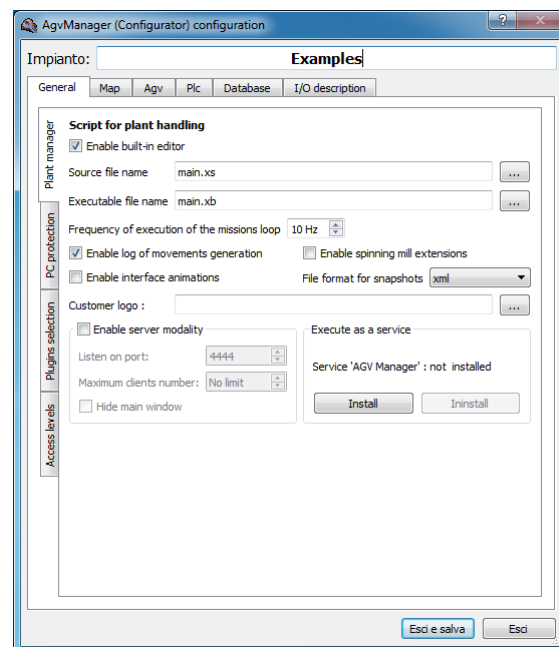 AgvManager (Configurator) configuration
Impianto: Examples
General Map Agv Plc Database I/O description
Plant manager
PC protection
Plugins selection
Access levels
Script for plant handling
Enable built-in editor
Source file name main.xs ...
Executable file name main.xb ...
Frequency of execution of the missions loop 10 Hz
Enable log of movements generation Enable spinning mill extensions
Enable interface animations File format for snapshots xml
Customer logo : ...
Enable server modality Execute as a service
Listen on port: 4444
Service 'AGV Manager' : not installed
Maximum clients number: No limit
Hide main window Install Ininstall
Esci e salva Esci